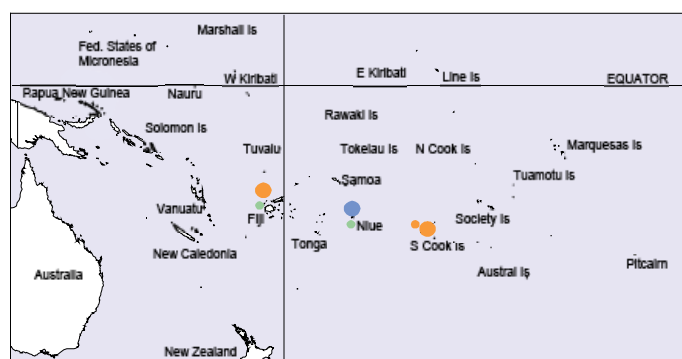 Marshall Is
Fed. States of
Micronesia
W Kiribati
E Kiribati
Line Is
EQUATOR
Papua New Guinea
Nauru
Rawaki Is
Solomon Is
Tuvalu
Tokelau Is
N Cook Is
Marquesas Is
Samoa
Tuamotu Is
Vanuatu
Fiji
Niue
Society Is
Tonga
S Cook Is
New Caledonia
Australia
Austral Is
Pitcairn
New Zealand